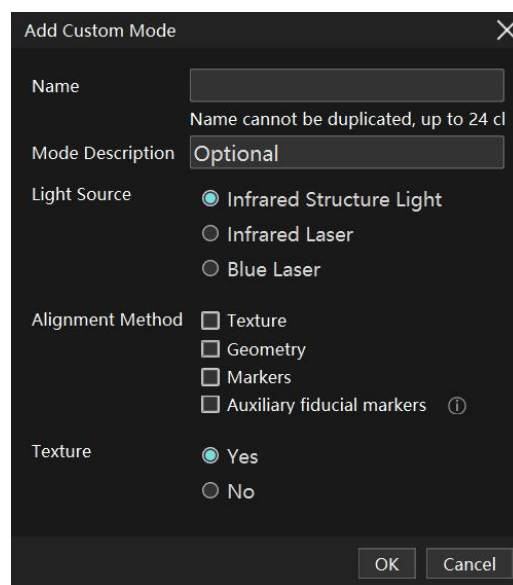 Add Custom Mode
Name
Name cannot be duplicated, up to 24 cl
Mode Description Optional
Light Source Infrared Structure Light
Infrared Laser
Blue Laser
Alignment Method Texture
Geometry
Markers
Auxiliary fiducial markers
Texture Yes
No
OK Cancel